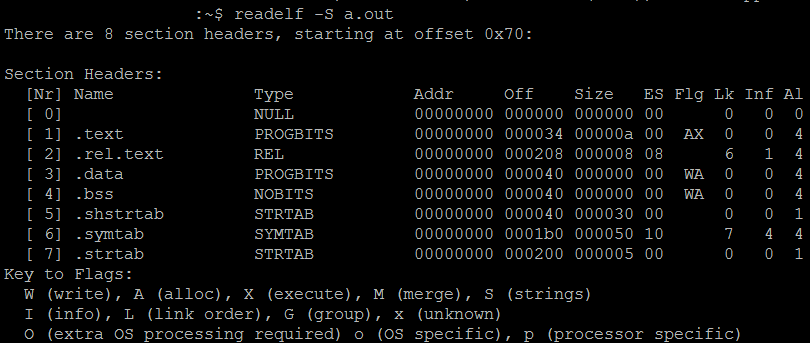 :~$ readelf -S a.out
There are 8 section headers, starting at offset 0x70:
Section Headers:
[Nr] Name Type Addr Off Size ES Flg Lk Inf Al
[ 0] NULL 00000000 000000 000000 00 0 0 0
[ 1] .text PROGBITS 00000000 000034 00000a 00 AX 0 0 4
[ 2] .rel.text REL 00000000 000208 000008 08 6 1 4
[ 3] .data PROGBITS 00000000 000040 000000 00 WA 0 0 4
[ 4] .bss NOBITS 00000000 000040 000000 00 WA 0 0 4
[ 5] .shstrtab STRTAB 00000000 000040 000030 00 0 0 1
[ 6] .symtab SYMTAB 00000000 0001b0 000050 10 7 4 4
[ 7] .strtab STRTAB 00000000 000200 000005 00 0 0 1
Key to Flags:
W (write), A (alloc), X (execute), M (merge), S (strings)
I (info), L (link order), G (group), x (unknown)
O (extra OS processing required) o (OS specific), p (processor specific)